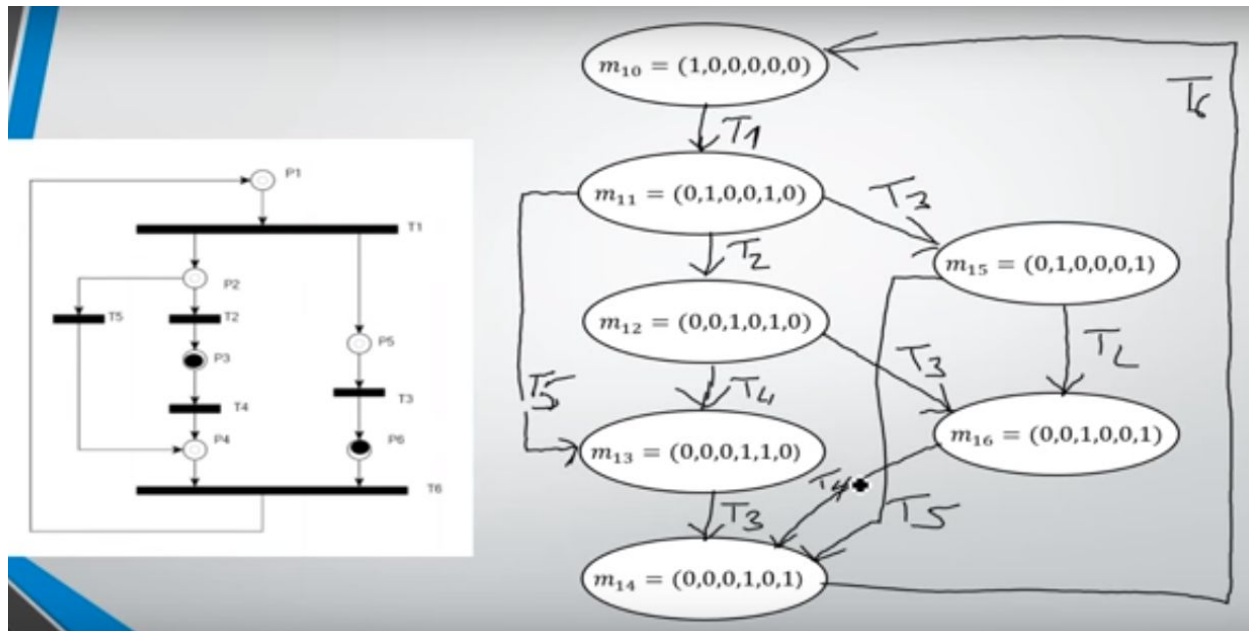 P1
T1
P2
T5
T2
P3
P5
T4
T3
P4
P6
T6
m₁₀ = (1,0,0,0,0,0)
T6
T1
m₁₁ = (0,1,0,0,1,0)
T3
T2
m₁₅ = (0,1,0,0,0,1)
m₁₂ = (0,0,1,0,1,0)
T3
T2
T5
T4
m₁₃ = (0,0,0,1,1,0)
m₁₆ = (0,0,1,0,0,1)
T4
T3
T5
m₁₄ = (0,0,0,1,0,1)